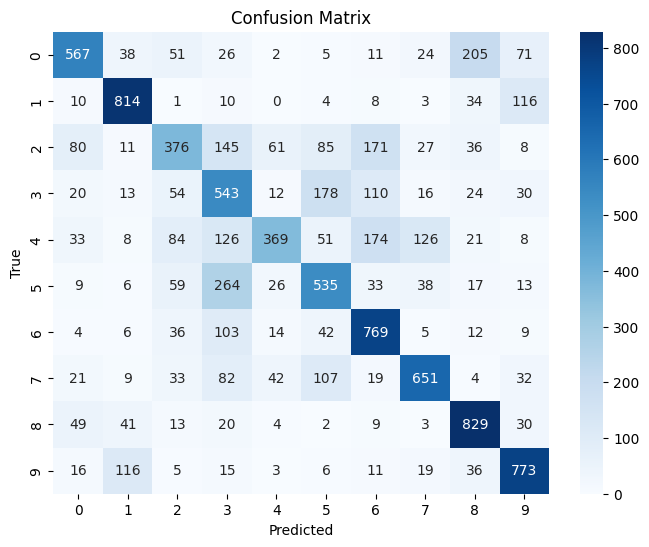 Confusion Matrix
0 567 38 51 26 2 5 11 24 205 71
1 10 814 1 10 0 4 8 3 34 116
2 80 11 376 145 61 85 171 27 36 8
3 20 13 54 543 12 178 110 16 24 30
4 33 8 84 126 369 51 174 126 21 8
5 9 6 59 264 26 535 33 38 17 13
6 4 6 36 103 14 42 769 5 12 9
7 21 9 33 82 42 107 19 651 4 32
8 49 41 13 20 4 2 9 3 829 30
9 16 116 5 15 3 6 11 19 36 773
0 1 2 3 4 5 6 7 8 9
Predicted
True
800
700
600
500
400
300
200
100
0